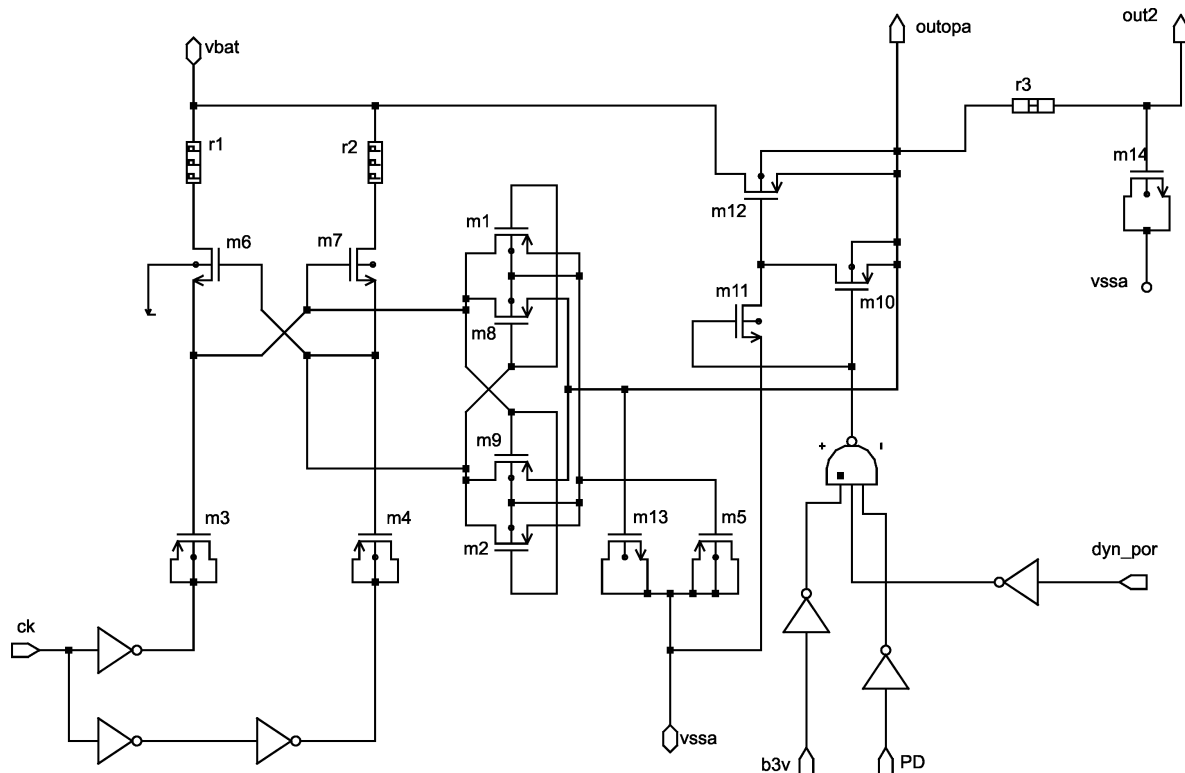 outopa
out2
vbat
r3
r1
r2
m14
m1
m12
m6
m7
m11
m10
vssa
m8
m9
+
m3
m4
m13
m5
m2
dyn_por
ck
vssa
b3v
PD